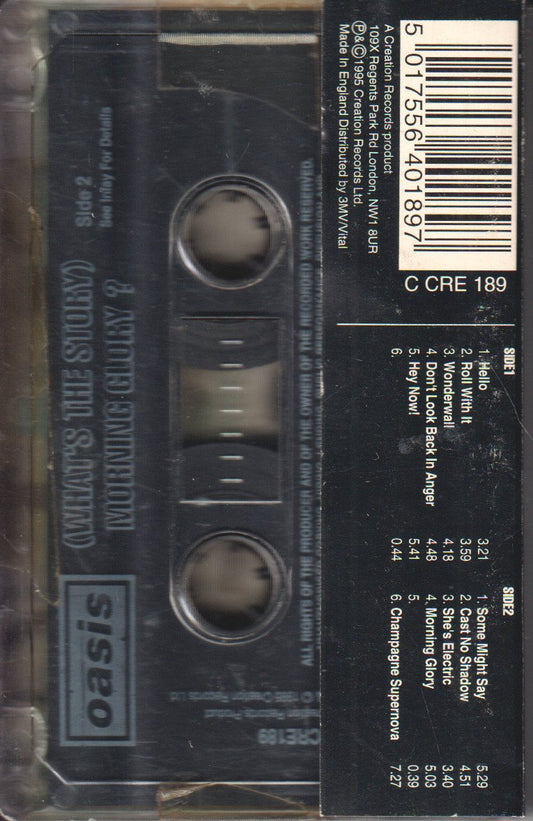 5 017556 401897
C CRE 189
A Creation Records product
109X Regents Park Rd London, NW1 8UR
℗&©1995 Creation Records Ltd.
Made In England Distributed by 3MV/Vital
SIDE1
1. Hello 3.21
2. Roll With It 3.59
3. Wonderwall 4.18
4. Don't Look Back In Anger 4.48
5. Hey Now! 5.41
6. 0.44
SIDE2
1. Some Might Say 5.29
2. Cast No Shadow 4.51
3. She's Electric 3.40
4. Morning Glory 5.03
5. 0.39
6. Champagne Supernova 7.27
(WHAT'S THE STORY)
MORNING GLORY?
Side 2
See Inlay For Details
oasis
ALL RIGHTS OF THE PRODUCER AND OF THE OWNER OF THE RECORDED WORK RESERVED.
CRE189